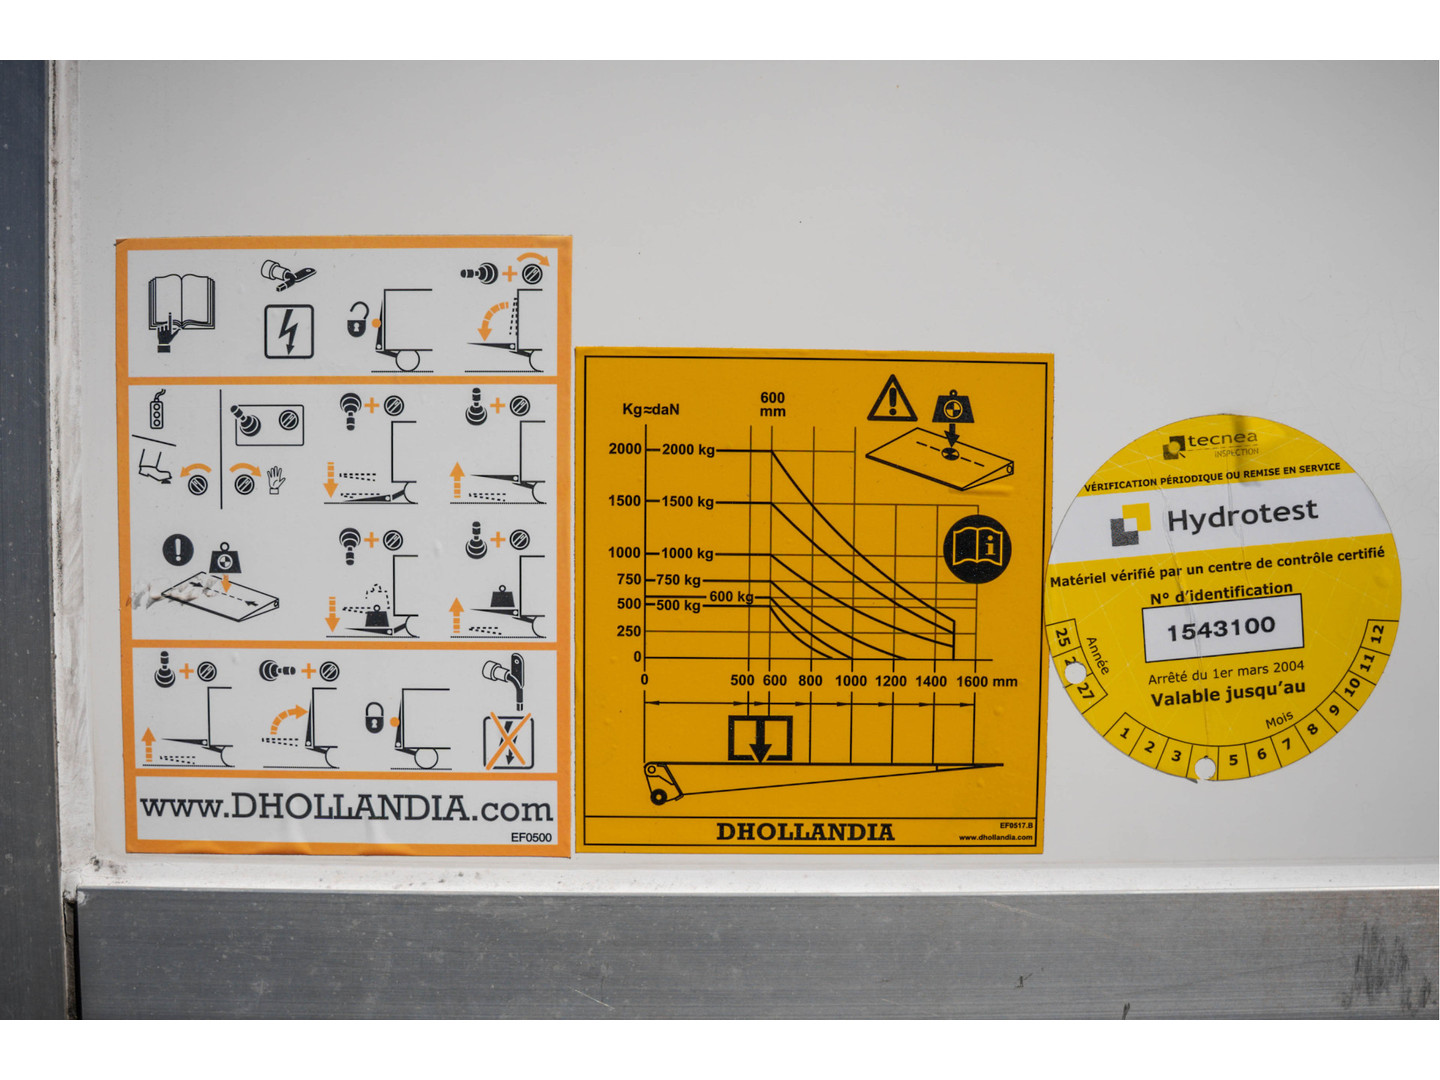 www.DHOLLANDIA.com
EF0500
Kg≈daN
600
mm
2000
2000 kg
1500
1500 kg
1000
1000 kg
750
750 kg
600 kg
500
500 kg
250
0
0 500 600 800 1000 1200 1400 1600 mm
DHOLLANDIA
EF0517.B
www.dhollandia.com
tecnea
INSPECTION
VÉRIFICATION PÉRIODIQUE OU REMISE EN SERVICE
Hydrotest
Matériel vérifié par un centre de contrôle certifié
N° d'identification
1543100
Arrêté du 1er mars 2004
Valable jusqu'au
Année
25
27
Mois
1 2 3 5 6 7 8 9 10 11 12